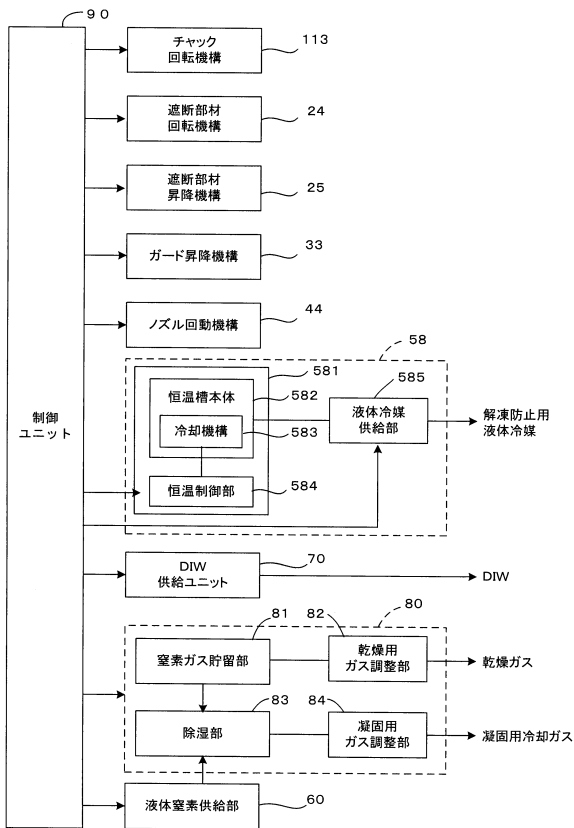 90
チャック
回転機構
113
遮断部材
回転機構
24
遮断部材
昇降機構
25
ガード昇降機構
33
ノズル回動機構
44
制御
ユニット
58
581
恒温槽本体
582
冷却機構
583
恒温制御部
584
585
液体冷媒
供給部
解凍防止用
液体冷媒
DIW
供給ユニット
70
DIW
80
81
窒素ガス貯留部
82
乾燥用
ガス調整部
乾燥ガス
83
除湿部
84
凝固用
ガス調整部
凝固用冷却ガス
液体窒素供給部
60